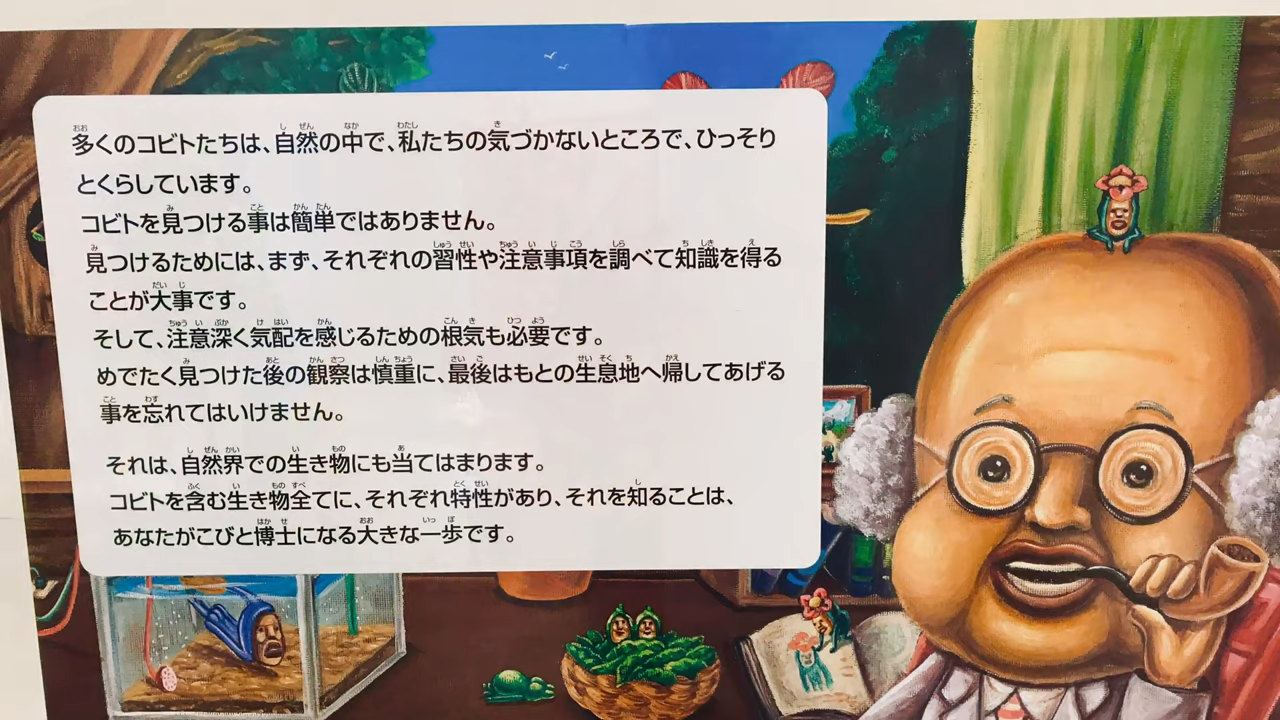 多くのコビトたちは、自然の中で、私たちの気づかないところで、ひっそり
とくらしています。
コビトを見つける事は簡単ではありません。
見つけるためには、まず、それぞれの習性や注意事項を調べて知識を得る
ことが大事です。
そして、注意深く気配を感じるための根気も必要です。
めでたく見つけた後の観察は慎重に、最後はもとの生息地へ帰してあげる
事を忘れてはいけません。
それは、自然界での生き物にも当てはまります。
コビトを含む生き物全てに、それぞれ特性があり、それを知ることは、
あなたがこびと博士になる大きな一歩です。